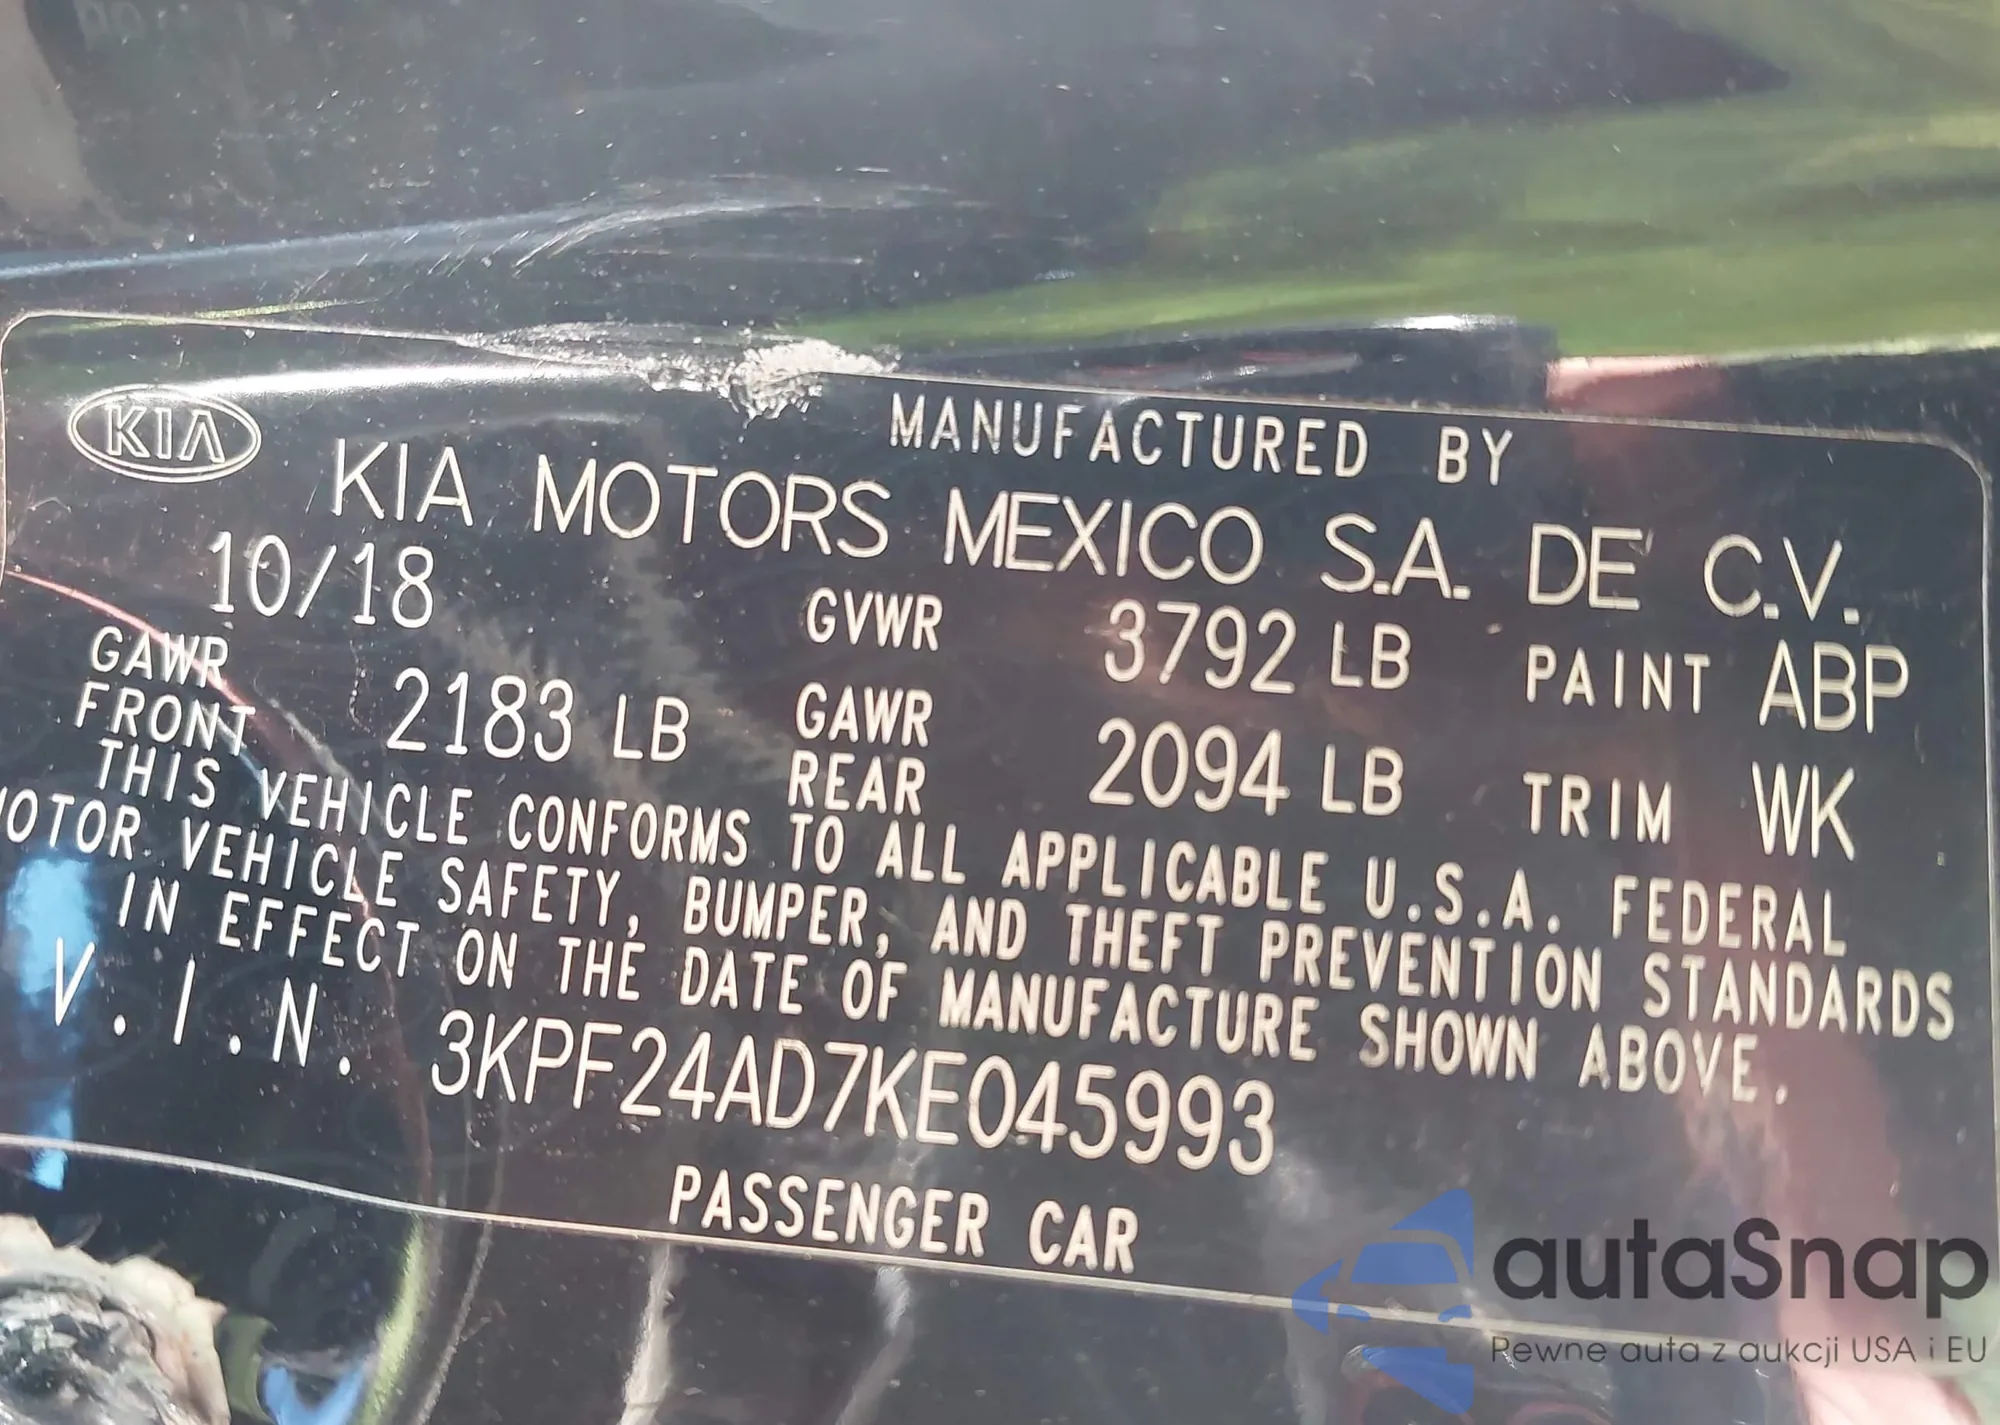 KIA
MANUFACTURED BY
KIA MOTORS MEXICO S.A. DE C.V.
10/18 GVWR 3792 LB PAINT ABP
GAWR FRONT 2183 LB GAWR REAR 2094 LB TRIM WK
THIS VEHICLE CONFORMS TO ALL APPLICABLE U.S.A. FEDERAL
MOTOR VEHICLE SAFETY, BUMPER, AND THEFT PREVENTION STANDARDS
IN EFFECT ON THE DATE OF MANUFACTURE SHOWN ABOVE.
V.I.N. 3KPF24AD7KE045993
PASSENGER CAR
autaSnap
Pewne auta z aukcji USA i EU